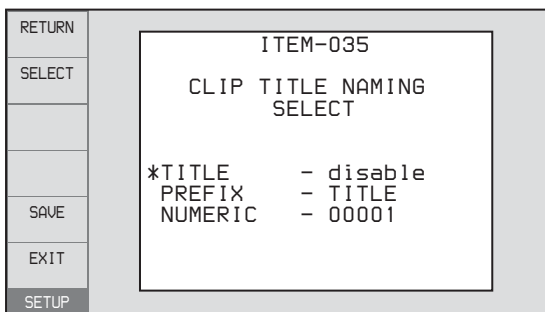 RETURN
SELECT
SAVE
EXIT
SETUP
ITEM-035
CLIP TITLE NAMING
SELECT
*TITLE - disable
PREFIX - TITLE
NUMERIC - 00001